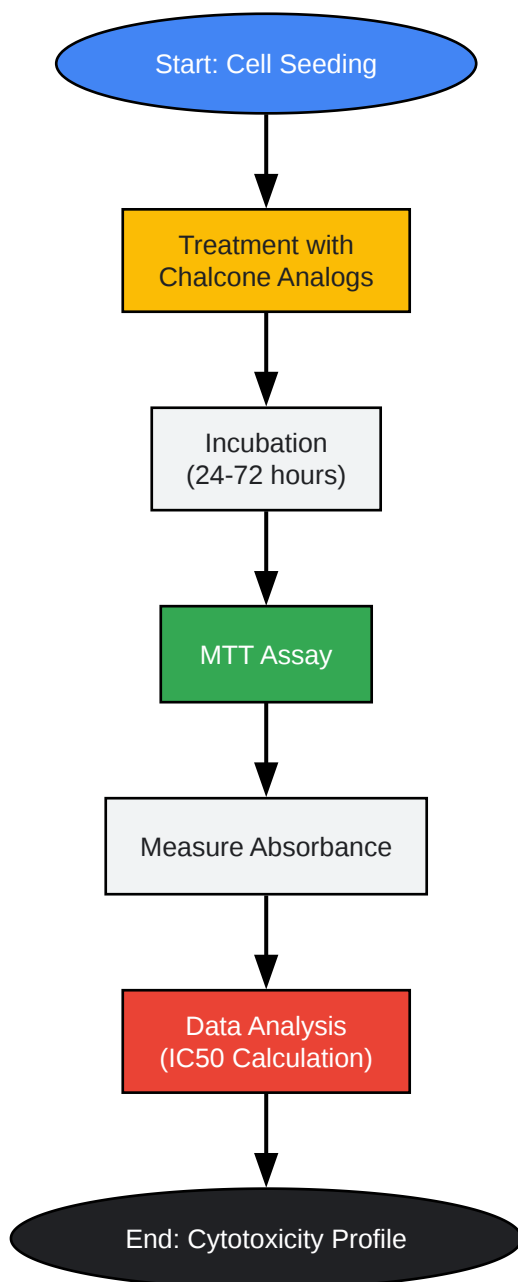 Start: Cell Seeding
Treatment with
Chalcone Analogs
Incubation
(24-72 hours)
MTT Assay
Measure Absorbance
Data Analysis
(IC50 Calculation)
End: Cytotoxicity Profile